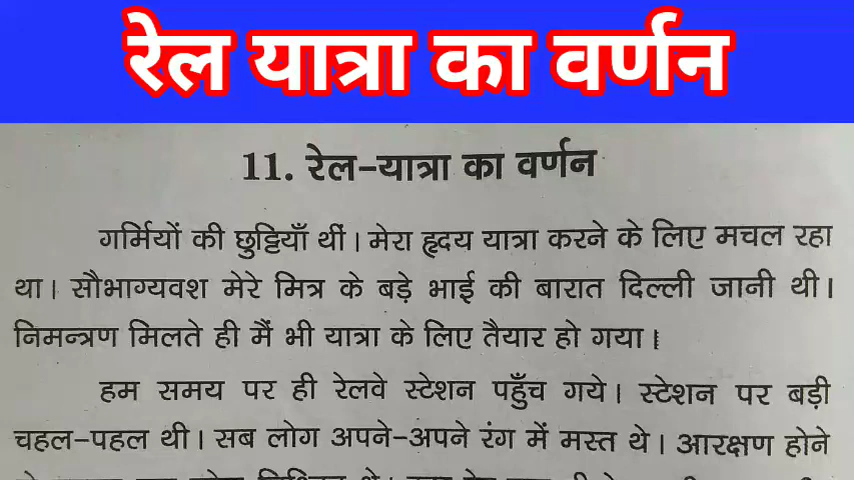 रेल यात्रा का वर्णन
11. रेल-यात्रा का वर्णन
गर्मियों की छुट्टियाँ थीं। मेरा हृदय यात्रा करने के लिए मचल रहा
था। सौभाग्यवश मेरे मित्र के बड़े भाई की बारात दिल्ली जानी थी।
निमन्त्रण मिलते ही मैं भी यात्रा के लिए तैयार हो गया।
हम समय पर ही रेलवे स्टेशन पहुँच गये। स्टेशन पर बड़ी
चहल-पहल थी। सब लोग अपने-अपने रंग में मस्त थे। आरक्षण होने